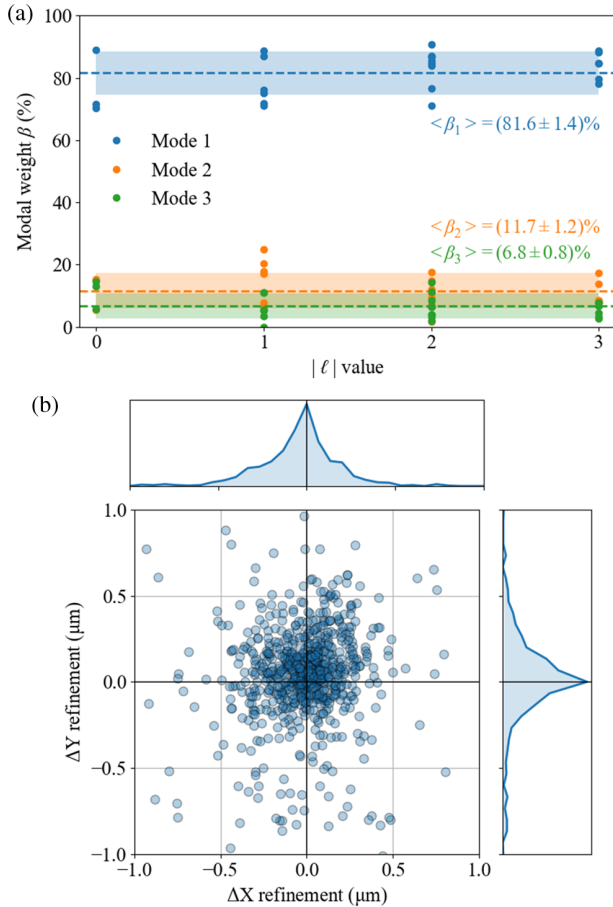 (a)
100
80
60
40
20
0
Modal weight β (%)
<β₁> = (81.6 ± 1.4)%
Mode 1
Mode 2
Mode 3
<β₂> = (11.7 ± 1.2)%
<β₃> = (6.8 ± 0.8)%
0 1 2 3
| ℓ | value
(b)
1.0
0.5
0.0
−0.5
−1.0
ΔY refinement (μm)
−1.0 −0.5 0.0 0.5 1.0
ΔX refinement (μm)